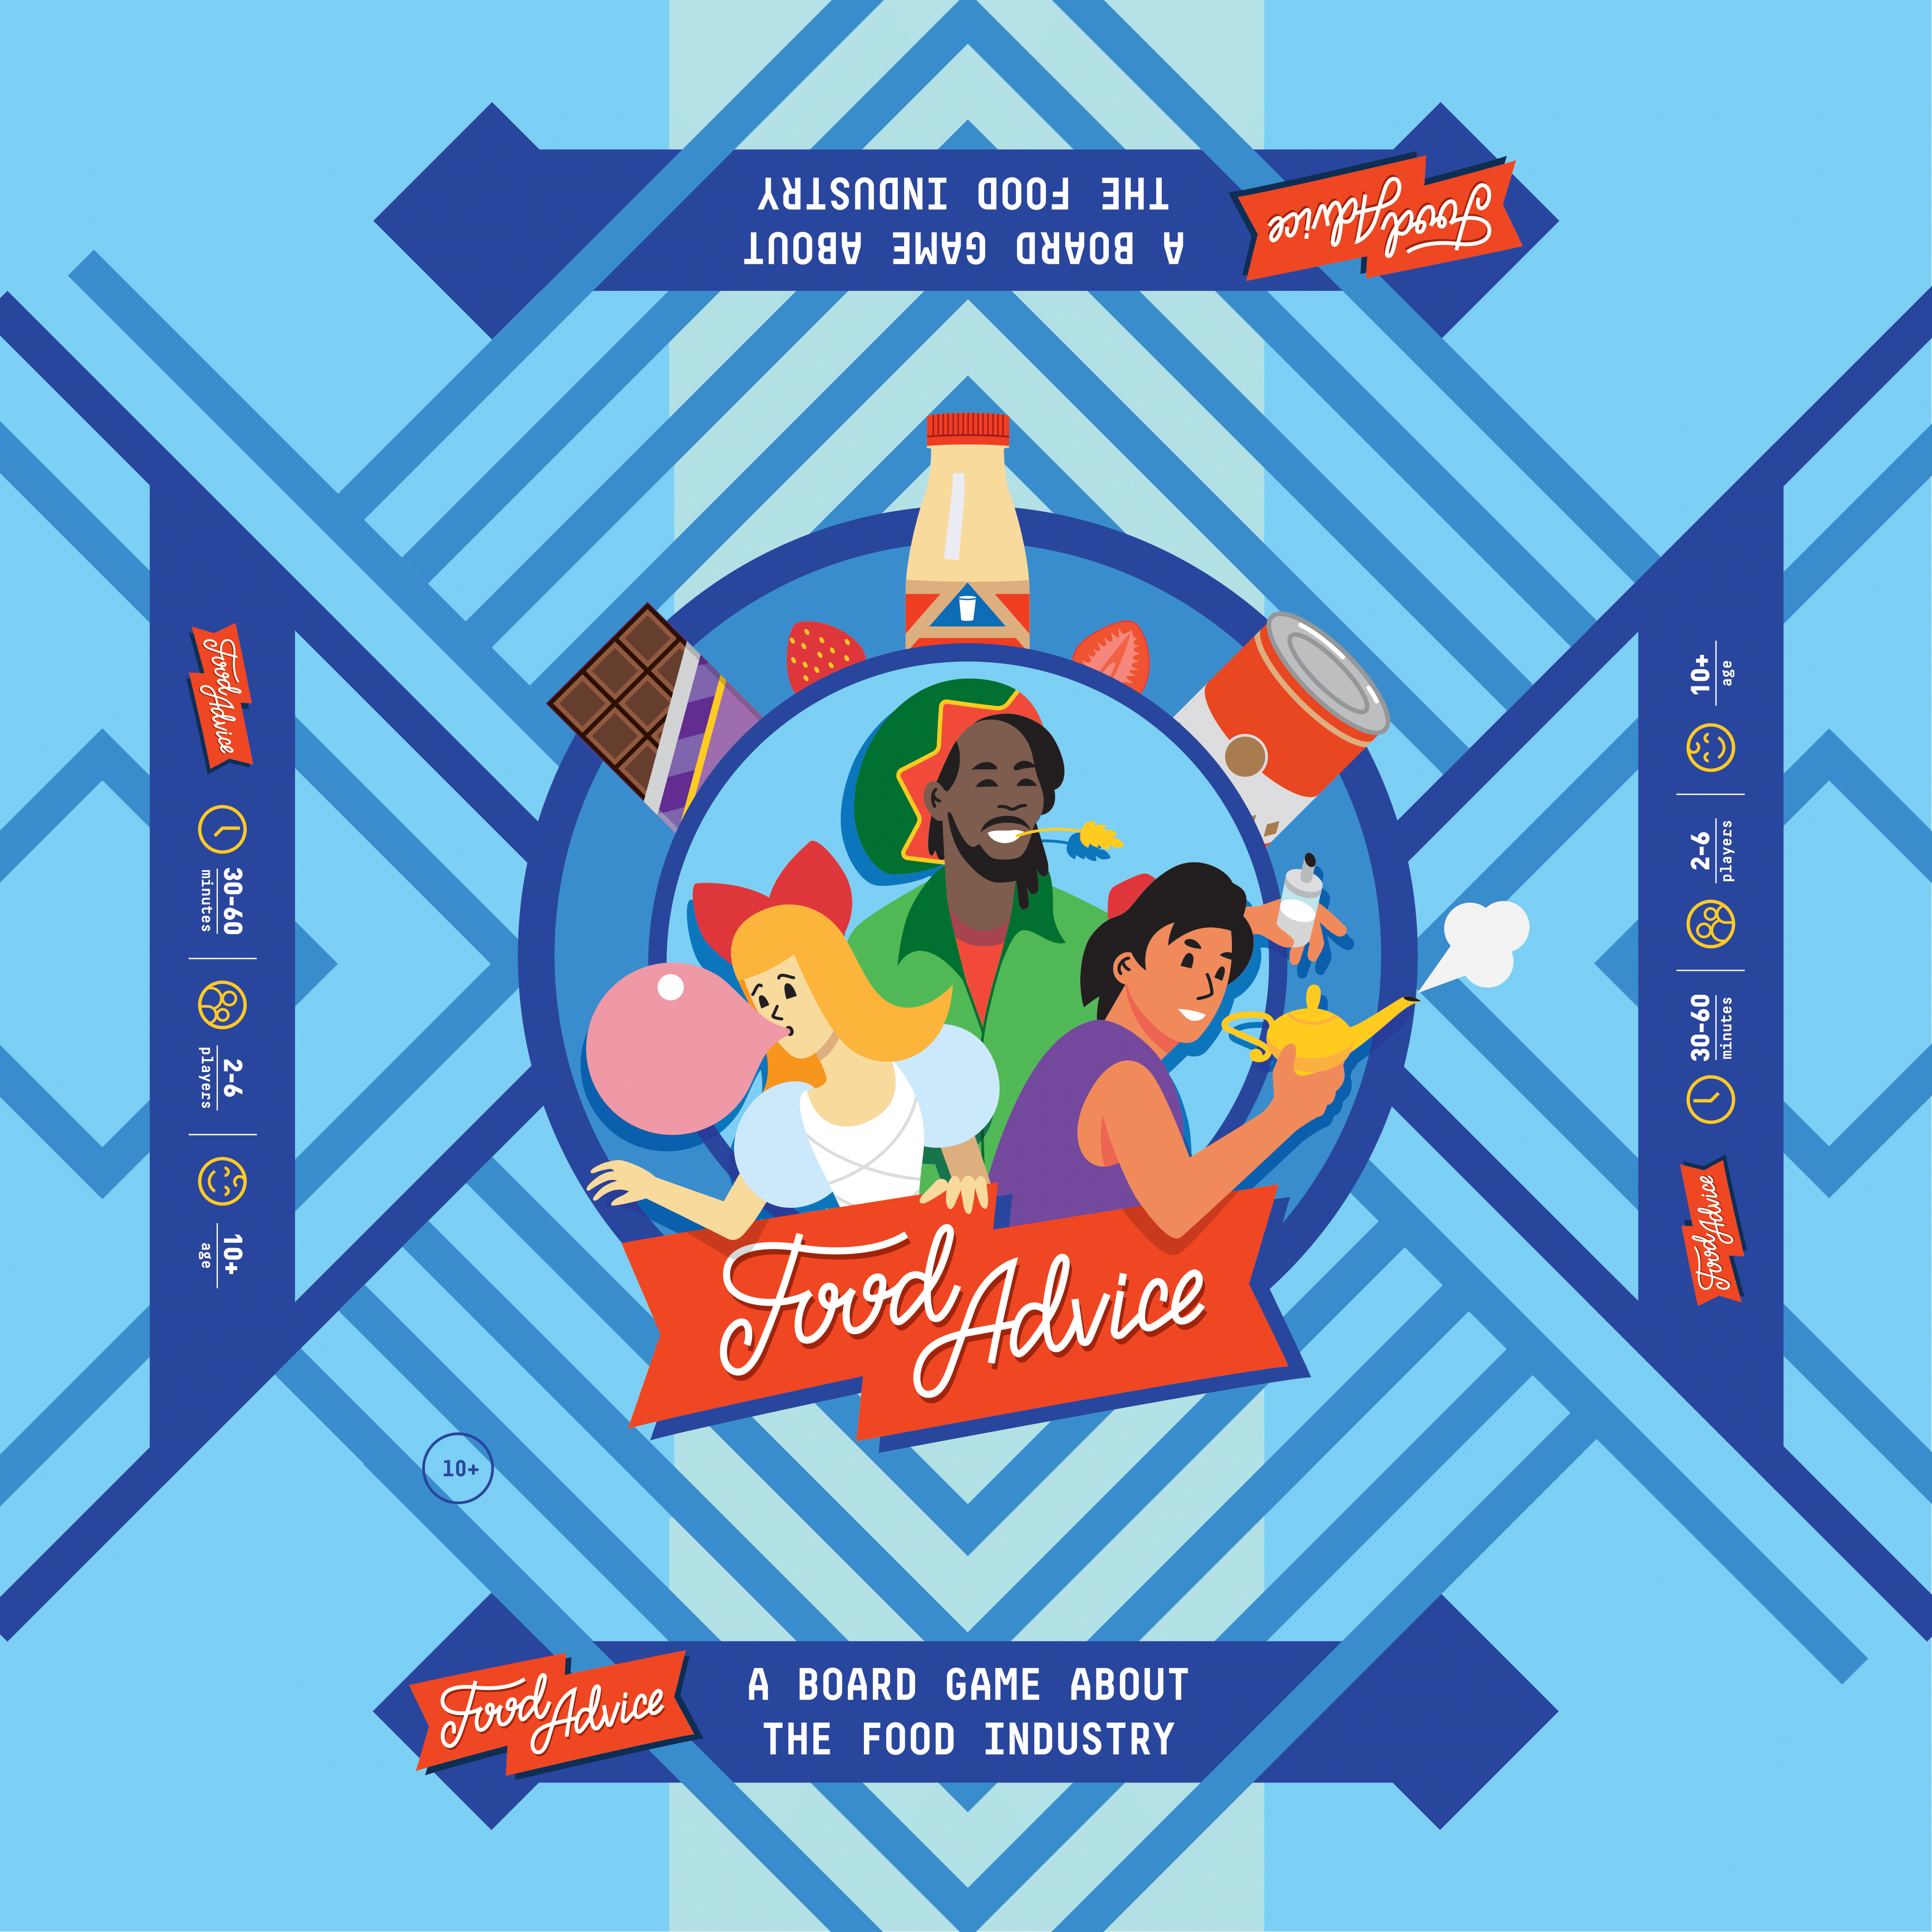 A BOARD GAME ABOUT
THE FOOD INDUSTRY
Food Advice
Food Advice
30-60
minutes
2-6
players
10+
age
10+
age
2-6
players
30-60
minutes
Food Advice
Food Advice
10+
Food Advice
A BOARD GAME ABOUT
THE FOOD INDUSTRY